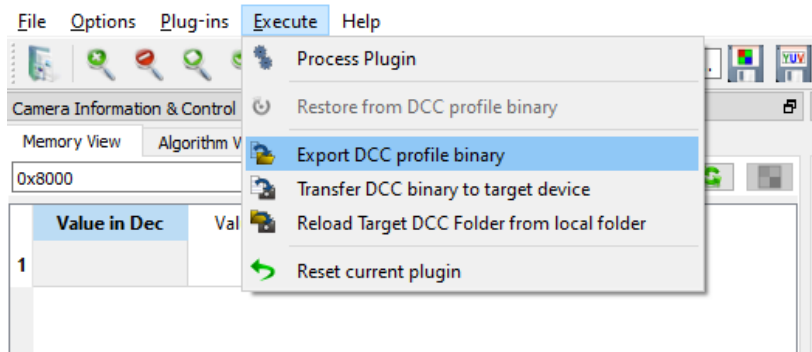 File Options Plug-ins Execute Help
Process Plugin
YUV
Camera Information & Control
Restore from DCC profile binary
Memory View Algorithm V
Export DCC profile binary
0x8000
Transfer DCC binary to target device
Value in Dec Val
Reload Target DCC Folder from local folder
1
Reset current plugin